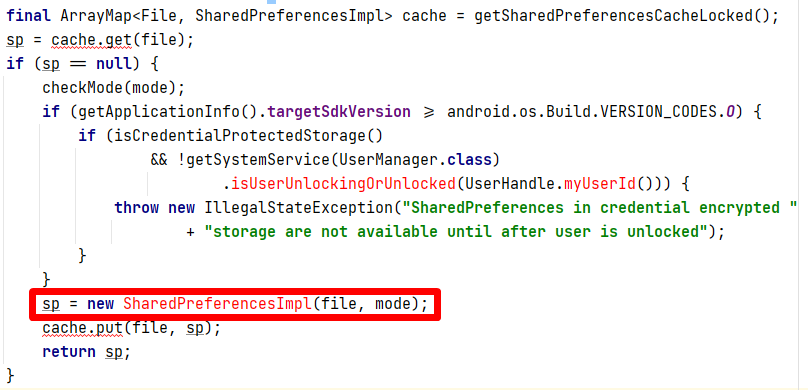 final ArrayMap<File, SharedPreferencesImpl> cache = getSharedPreferencesCacheLocked();
sp = cache.get(file);
if (sp == null) {
checkMode(mode);
if (getApplicationInfo().targetSdkVersion >= android.os.Build.VERSION_CODES.O) {
if (isCredentialProtectedStorage()
&& !getSystemService(UserManager.class)
.isUserUnlockingOrUnlocked(UserHandle.myUserId())) {
throw new IllegalStateException("SharedPreferences in credential encrypted "
+ "storage are not available until after user is unlocked");
}
}
sp = new SharedPreferencesImpl(file, mode);
cache.put(file, sp);
return sp;
}